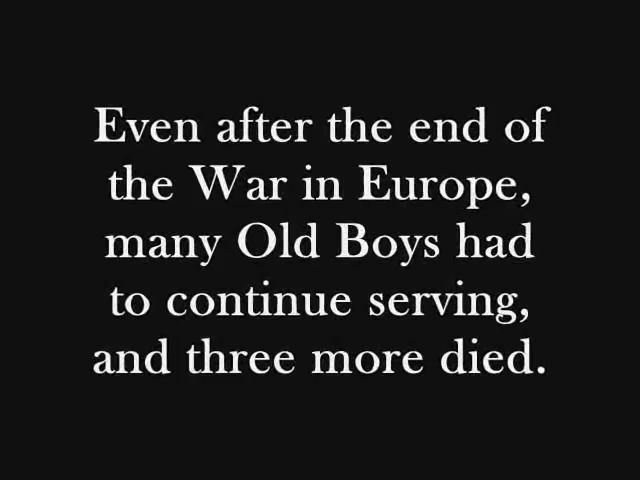 Even after the end of
the War in Europe,
many Old Boys had
to continue serving,
and three more died.